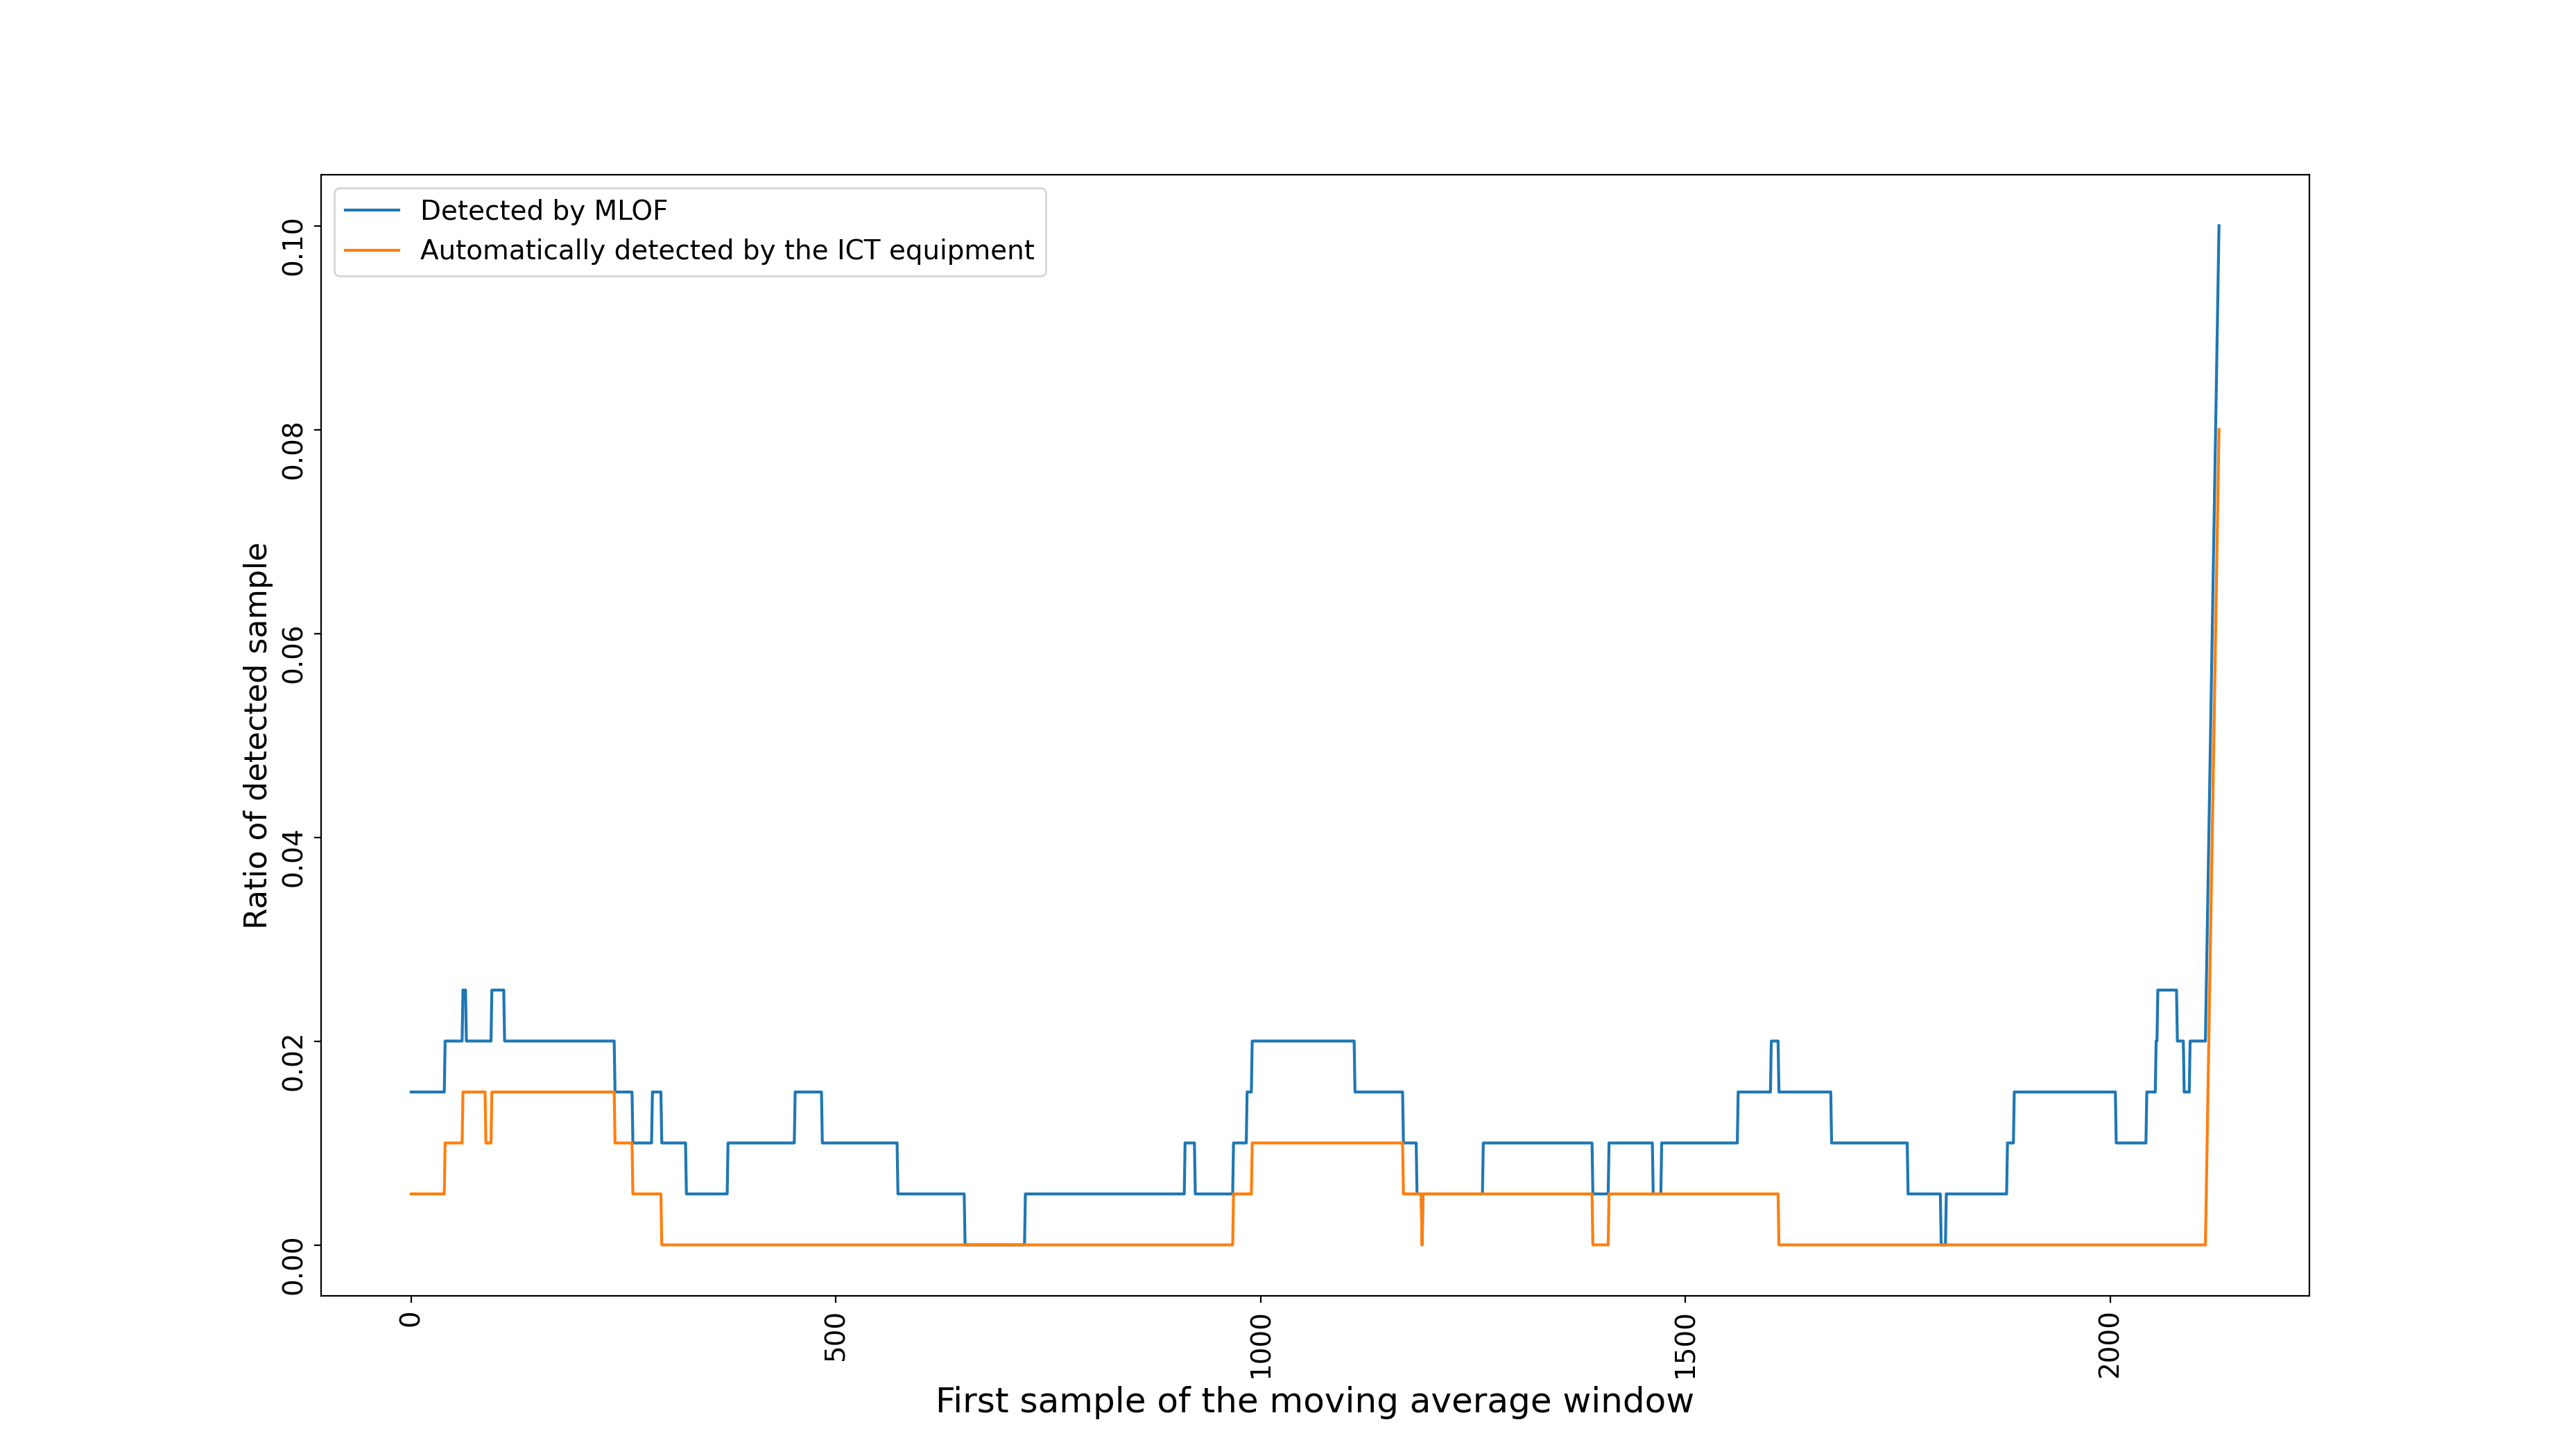 Detected by MLOF
Automatically detected by the ICT equipment
Ratio of detected sample
0.10
0.08
0.06
0.04
0.02
0.00
0
500
1000
1500
2000
First sample of the moving average window